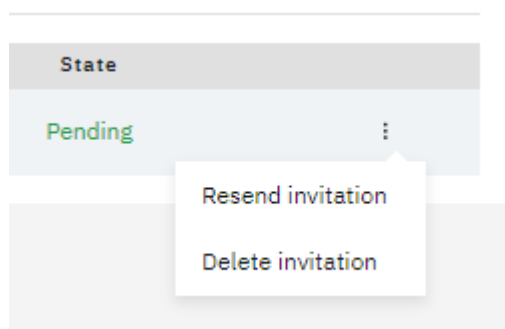 State
Pending
Resend invitation
Delete invitation